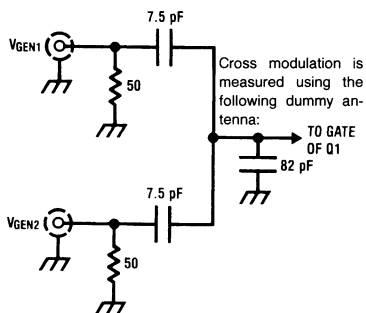 7.5 pF
VGEN1
50
Cross modulation is
measured using the
following dummy an-
tenna:
TO GATE
OF Q1
82 pF
7.5 pF
VGEN2
50